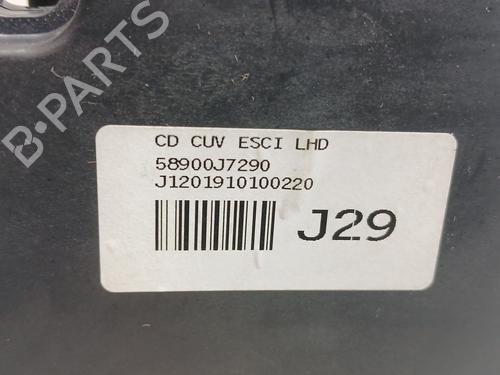 B-PARTS
CD CUV ESCI LHD
58900J7290
J1201910100220
J29